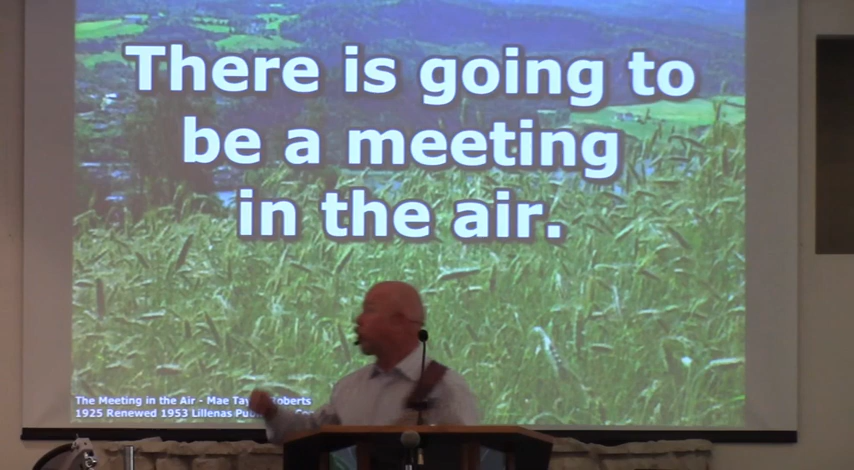 There is going to
be a meeting
in the air.
The Meeting in the Air - Mae Roberts
1925 Renewed 1953 Lillenas